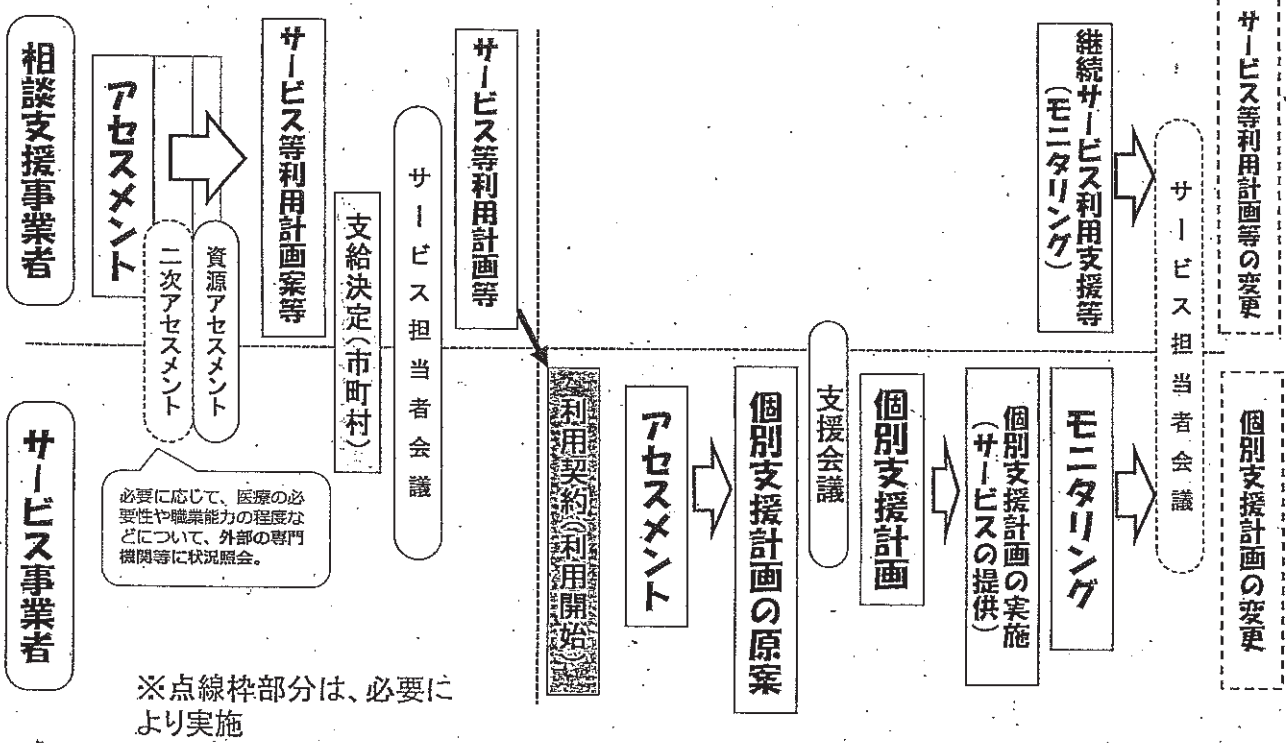 相談支援事業者
アセスメント
二次アセスメント
資源アセスメント
サービス等利用計画案等
支給決定(市町村)
サービス担当者会議
サービス等利用計画等
継続サービス利用支援等
(モニタリング)
サービス担当者会議
サービス等利用計画等の変更
サービス事業者
必要に応じて、医療の必
要性や職業能力の程度な
どについて、外部の専門
機関等に状況照会。
利用契約(利用開始)
アセスメント
個別支援計画の原案
支援会議
個別支援計画
個別支援計画の実施
(サービスの提供)
モニタリング
個別支援計画の変更
※点線枠部分は、必要に
より実施